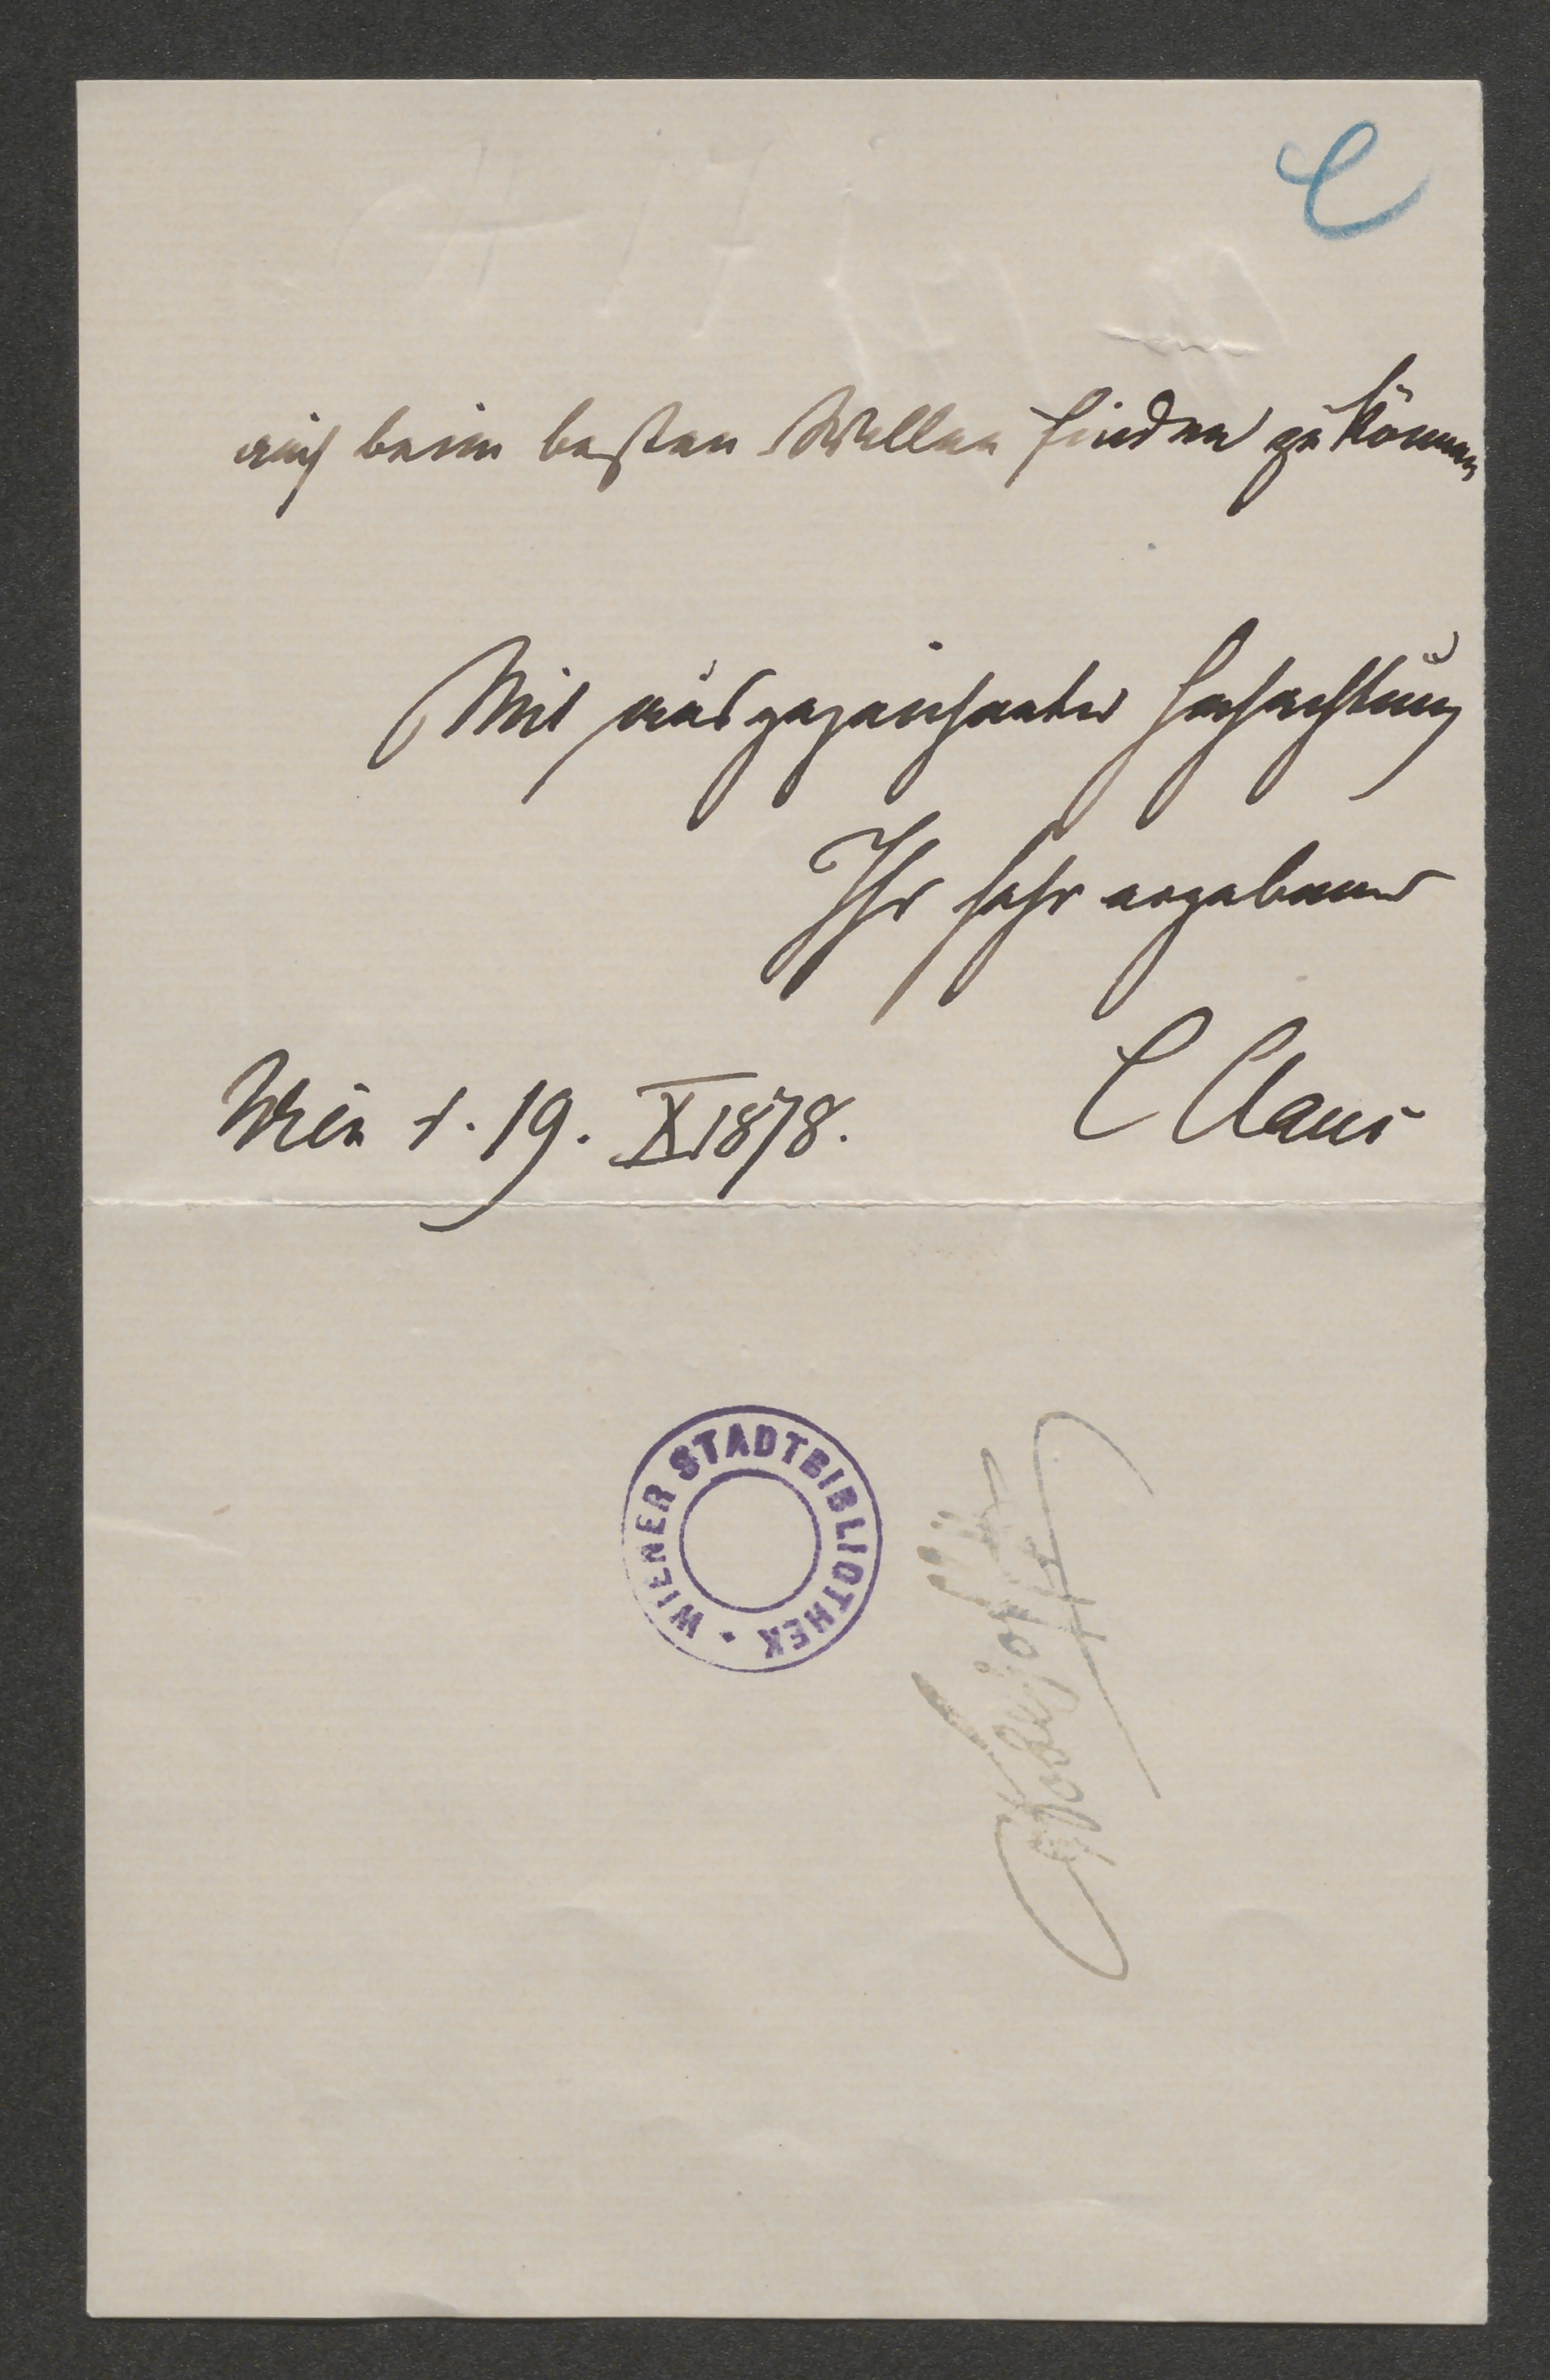 C
auch beim besten Willen finden zu können
Mit ausgezeichneter Hochachtung
Ihr sehr ergebener
C Claus
Wien d. 19. X 1878.
WIENER STADTBIBLIOTHEK